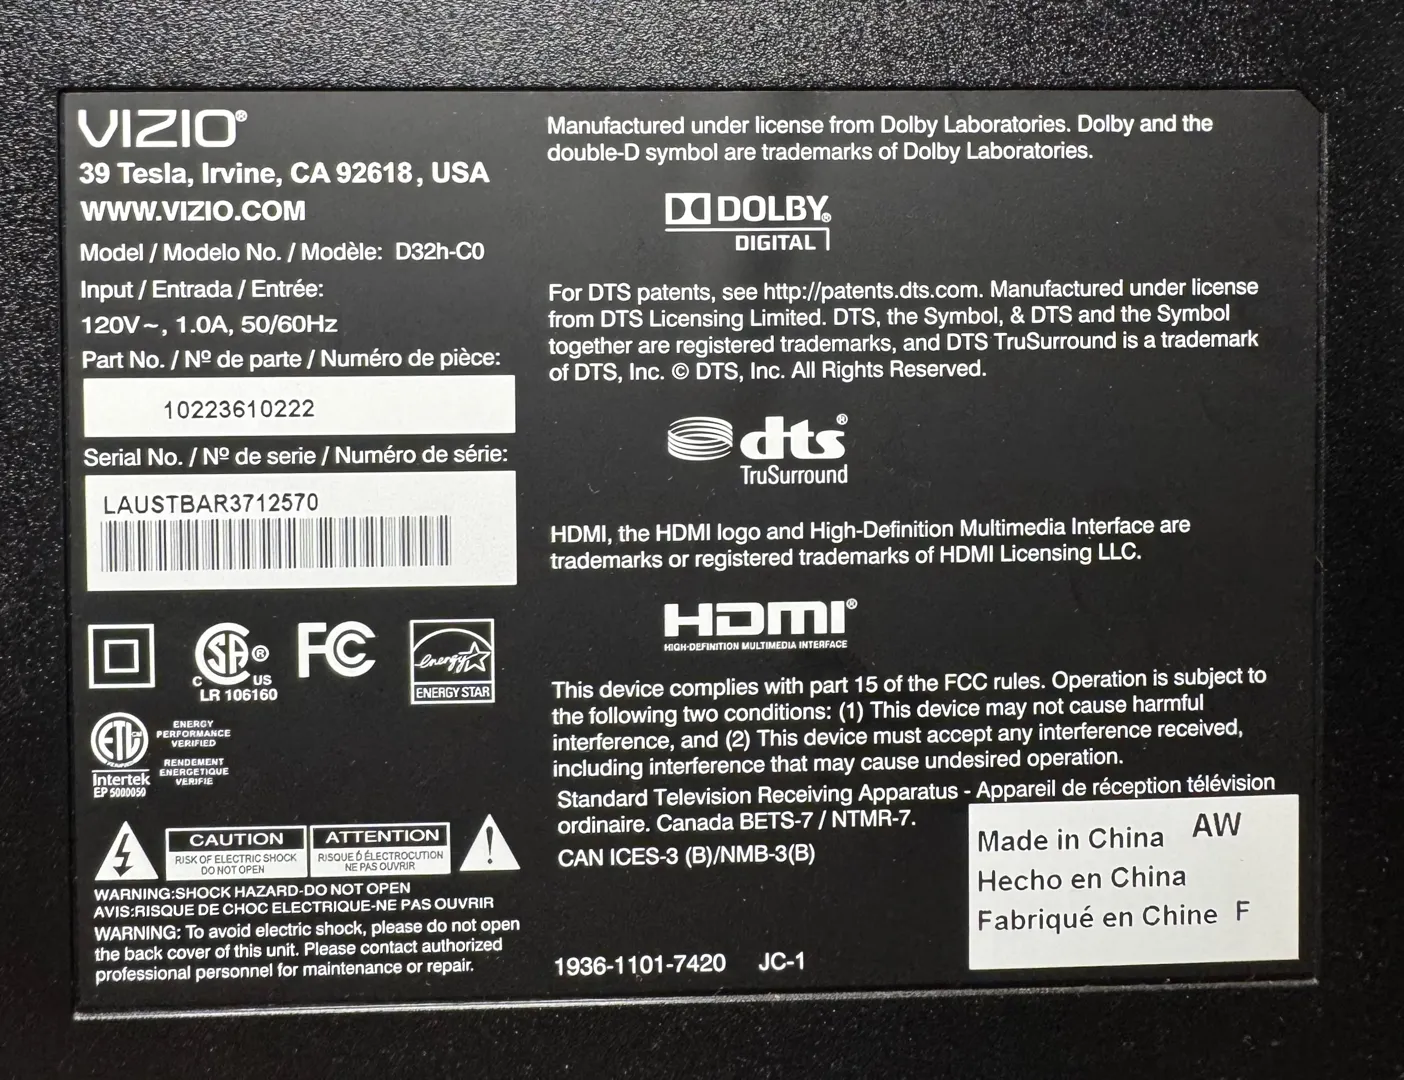 VIZIO®
39 Tesla, Irvine, CA 92618, USA
WWW.VIZIO.COM
Model / Modelo No. / Modèle: D32h-C0
Input / Entrada / Entrée:
120V~, 1.0A, 50/60Hz
Part No. / Nº de parte / Numéro de pièce:
10223610222
Serial No. / Nº de serie / Numéro de série:
LAUSTBAR3712570
C SA® US
LR 106160
FC
energy
ENERGY STAR
ETL CM
Intertek
EP 5000050
ENERGY
PERFORMANCE
VERIFIED
RENDEMENT
ENERGETIQUE
VERIFIE
CAUTION
RISK OF ELECTRIC SHOCK
DO NOT OPEN
ATTENTION
RISQUE Ó ÉLECTROCUTION
NE PAS OUVRIR
WARNING:SHOCK HAZARD-DO NOT OPEN
AVIS:RISQUE DE CHOC ELECTRIQUE-NE PAS OUVRIR
WARNING: To avoid electric shock, please do not open
the back cover of this unit. Please contact authorized
professional personnel for maintenance or repair.
Manufactured under license from Dolby Laboratories. Dolby and the
double-D symbol are trademarks of Dolby Laboratories.
DOLBY®
DIGITAL
For DTS patents, see http://patents.dts.com. Manufactured under license
from DTS Licensing Limited. DTS, the Symbol, & DTS and the Symbol
together are registered trademarks, and DTS TruSurround is a trademark
of DTS, Inc. © DTS, Inc. All Rights Reserved.
dts®
TruSurround
HDMI, the HDMI logo and High-Definition Multimedia Interface are
trademarks or registered trademarks of HDMI Licensing LLC.
HDMI®
HIGH-DEFINITION MULTIMEDIA INTERFACE
This device complies with part 15 of the FCC rules. Operation is subject to
the following two conditions: (1) This device may not cause harmful
interference, and (2) This device must accept any interference received,
including interference that may cause undesired operation.
Standard Television Receiving Apparatus - Appareil de réception télévision
ordinaire. Canada BETS-7 / NTMR-7.
CAN ICES-3 (B)/NMB-3(B)
1936-1101-7420 JC-1
Made in China AW
Hecho en China
Fabriqué en Chine F